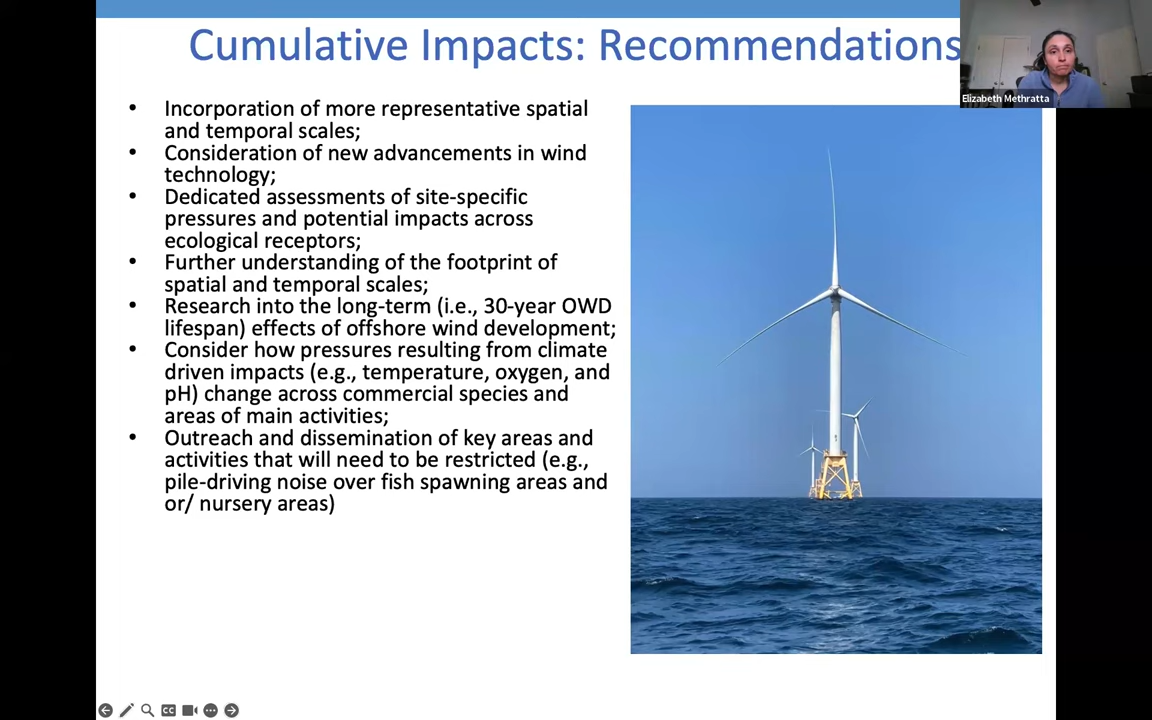 Cumulative Impacts: Recommendations
Elizabeth Methratta
• Incorporation of more representative spatial
and temporal scales;
• Consideration of new advancements in wind
technology;
• Dedicated assessments of site-specific
pressures and potential impacts across
ecological receptors;
• Further understanding of the footprint of
spatial and temporal scales;
• Research into the long-term (i.e., 30-year OWD
lifespan) effects of offshore wind development;
• Consider how pressures resulting from climate
driven impacts (e.g., temperature, oxygen, and
pH) change across commercial species and
areas of main activities;
• Outreach and dissemination of key areas and
activities that will need to be restricted (e.g.,
pile-driving noise over fish spawning areas and
or/ nursery areas)
CC